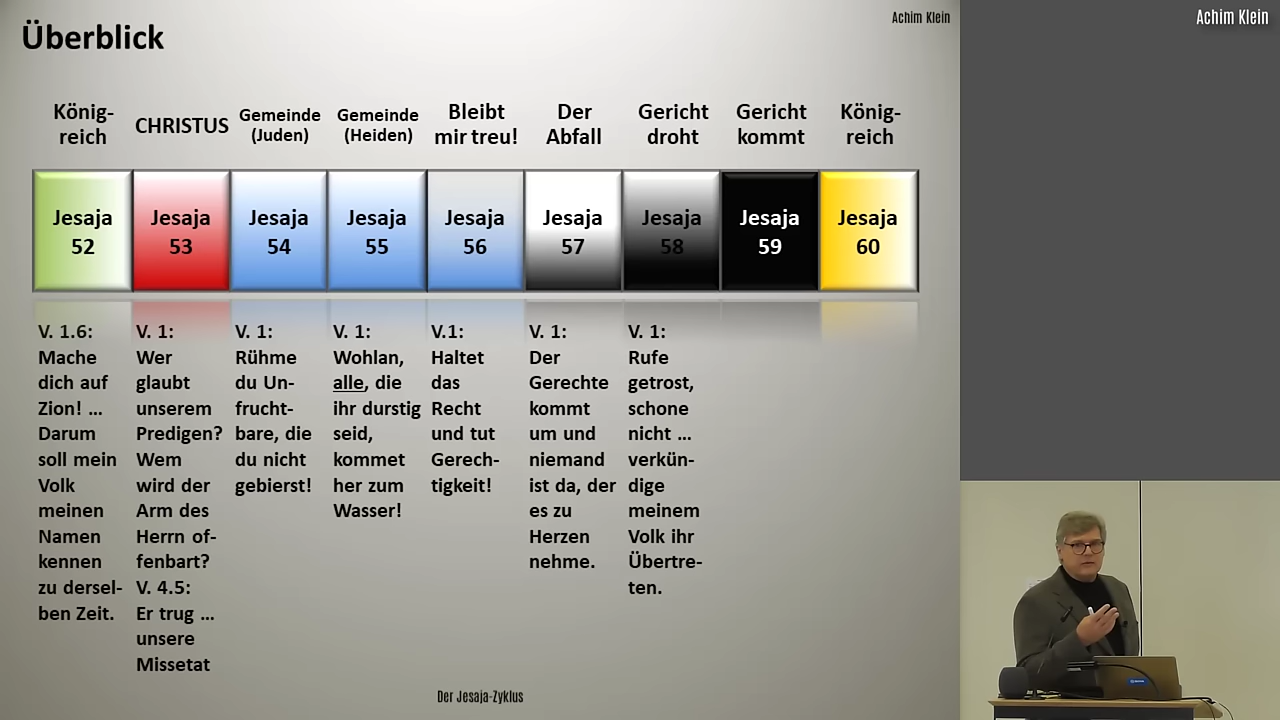 Überblick
Achim Klein
Achim Klein
König-
reich
CHRISTUS
Gemeinde
(Juden)
Gemeinde
(Heiden)
Bleibt
mir treu!
Der
Abfall
Gericht
droht
Gericht
kommt
König-
reich
Jesaja
52
Jesaja
53
Jesaja
54
Jesaja
55
Jesaja
56
Jesaja
57
Jesaja
58
Jesaja
59
Jesaja
60
V. 1.6:
Mache
dich auf
Zion! ...
Darum
soll mein
Volk
meinen
Namen
kennen
zu dersel-
ben Zeit.
V. 1:
Wer
glaubt
unserem
Predigen?
Wem
wird der
Arm des
Herrn of-
fenbart?
V. 4.5:
Er trug ...
unsere
Missetat
V. 1:
Rühme
du Un-
frucht-
bare, die
du nicht
gebierst!
V. 1:
Wohlan,
alle, die
ihr durstig
seid,
kommet
her zum
Wasser!
V.1:
Haltet
das
Recht
und tut
Gerech-
tigkeit!
V. 1:
Der
Gerechte
kommt
um und
niemand
ist da, der
es zu
Herzen
nehme.
V. 1:
Rufe
getrost,
schone
nicht ...
verkün-
dige
meinem
Volk ihr
Übertre-
ten.
Der Jesaja-Zyklus